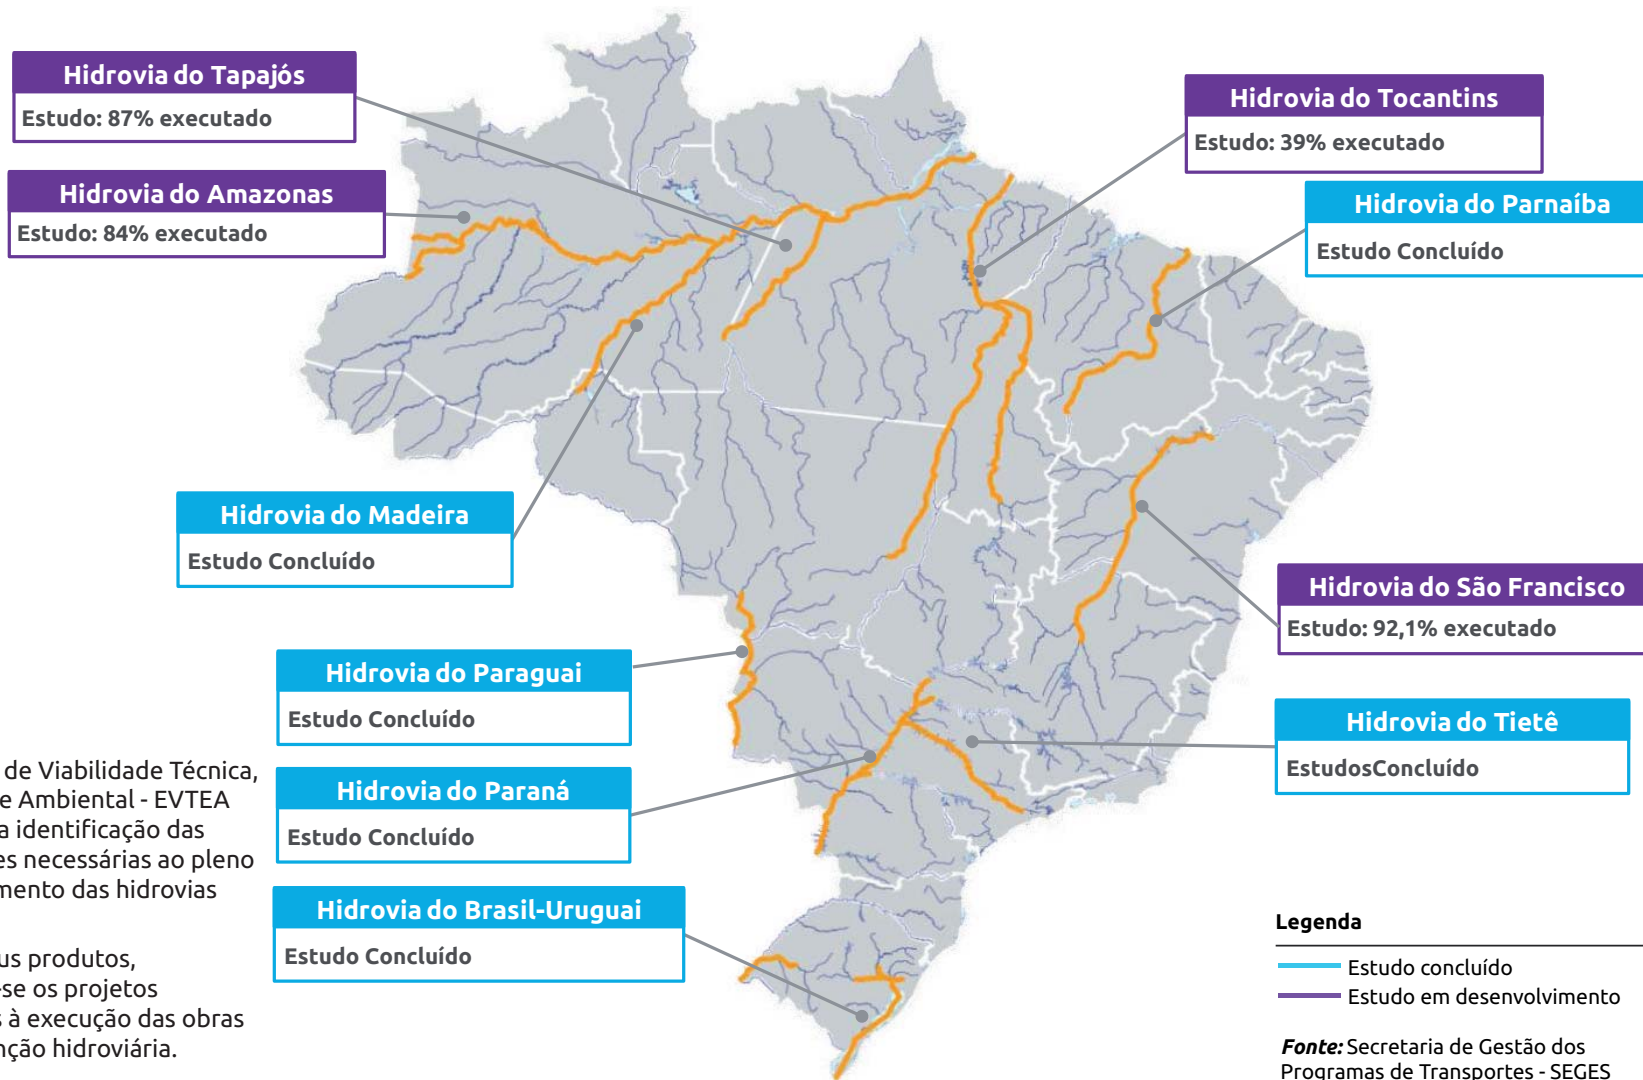 Hidrovia do Tapajós
Estudo: 87% executado
Hidrovia do Amazonas
Estudo: 84% executado
Hidrovia do Tocantins
Estudo: 39% executado
Hidrovia do Parnaíba
Estudo Concluído
Hidrovia do Madeira
Estudo Concluído
Hidrovia do São Francisco
Estudo: 92,1% executado
Hidrovia do Paraguai
Estudo Concluído
Hidrovia do Tietê
EstudosConcluído
Hidrovia do Paraná
Estudo Concluído
Hidrovia do Brasil-Uruguai
Estudo Concluído
de Viabilidade Técnica,
e Ambiental - EVTEA
a identificação das
es necessárias ao pleno
mento das hidrovias
us produtos,
-se os projetos
s à execução das obras
nção hidroviária.
Legenda
Estudo concluído
Estudo em desenvolvimento
Fonte: Secretaria de Gestão dos
Programas de Transportes - SEGES